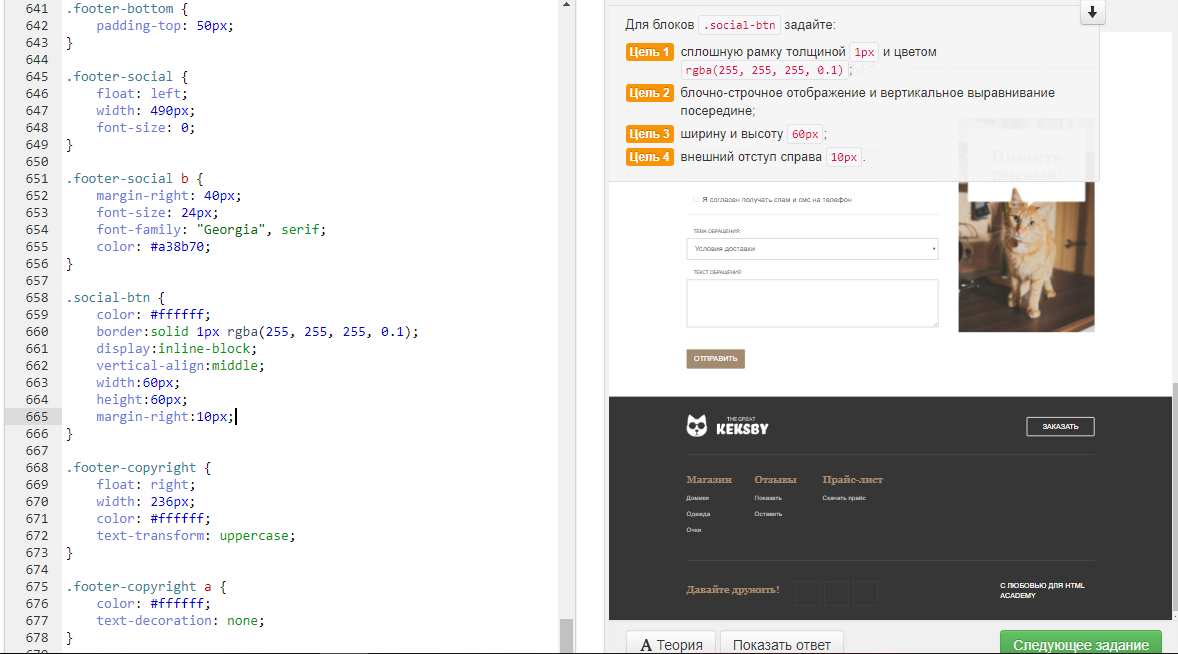 641 .footer-bottom {
642 padding-top: 50px;
643 }
644
645 .footer-social {
646 float: left;
647 width: 490px;
648 font-size: 0;
649 }
650
651 .footer-social b {
652 margin-right: 40px;
653 font-size: 24px;
654 font-family: "Georgia", serif;
655 color: #a38b70;
656 }
657
658 .social-btn {
659 color: #ffffff;
660 border:solid 1px rgba(255, 255, 255, 0.1);
661 display:inline-block;
662 vertical-align:middle;
663 width:60px;
664 height:60px;
665 margin-right:10px;
666 }
667
668 .footer-copyright {
669 float: right;
670 width: 236px;
671 color: #ffffff;
672 text-transform: uppercase;
673 }
674
675 .footer-copyright a {
676 color: #ffffff;
677 text-decoration: none;
678 }
Для блоков .social-btn задайте:
Цель 1 сплошную рамку толщиной 1px и цветом
rgba(255, 255, 255, 0.1);
Цель 2 блочно-строчное отображение и вертикальное выравнивание
посередине;
Цель 3 ширину и высоту 60px;
Цель 4 внешний отступ справа 10px.
Пишите
письма!
Я согласен получать спам и смс на телефон
ТЕМА ОБРАЩЕНИЯ:
Условия доставки
ТЕКСТ ОБРАЩЕНИЯ:
ОТПРАВИТЬ
THE GREAT
KEKSBY
ЗАКАЗАТЬ
Магазин Отзывы Прайс-лист
Домики Показать Скачать прайс
Одежда Оставить
Очки
Давайте дружить!
С ЛЮБОВЬЮ ДЛЯ HTML
ACADEMY
A Теория Показать ответ Следующее задание